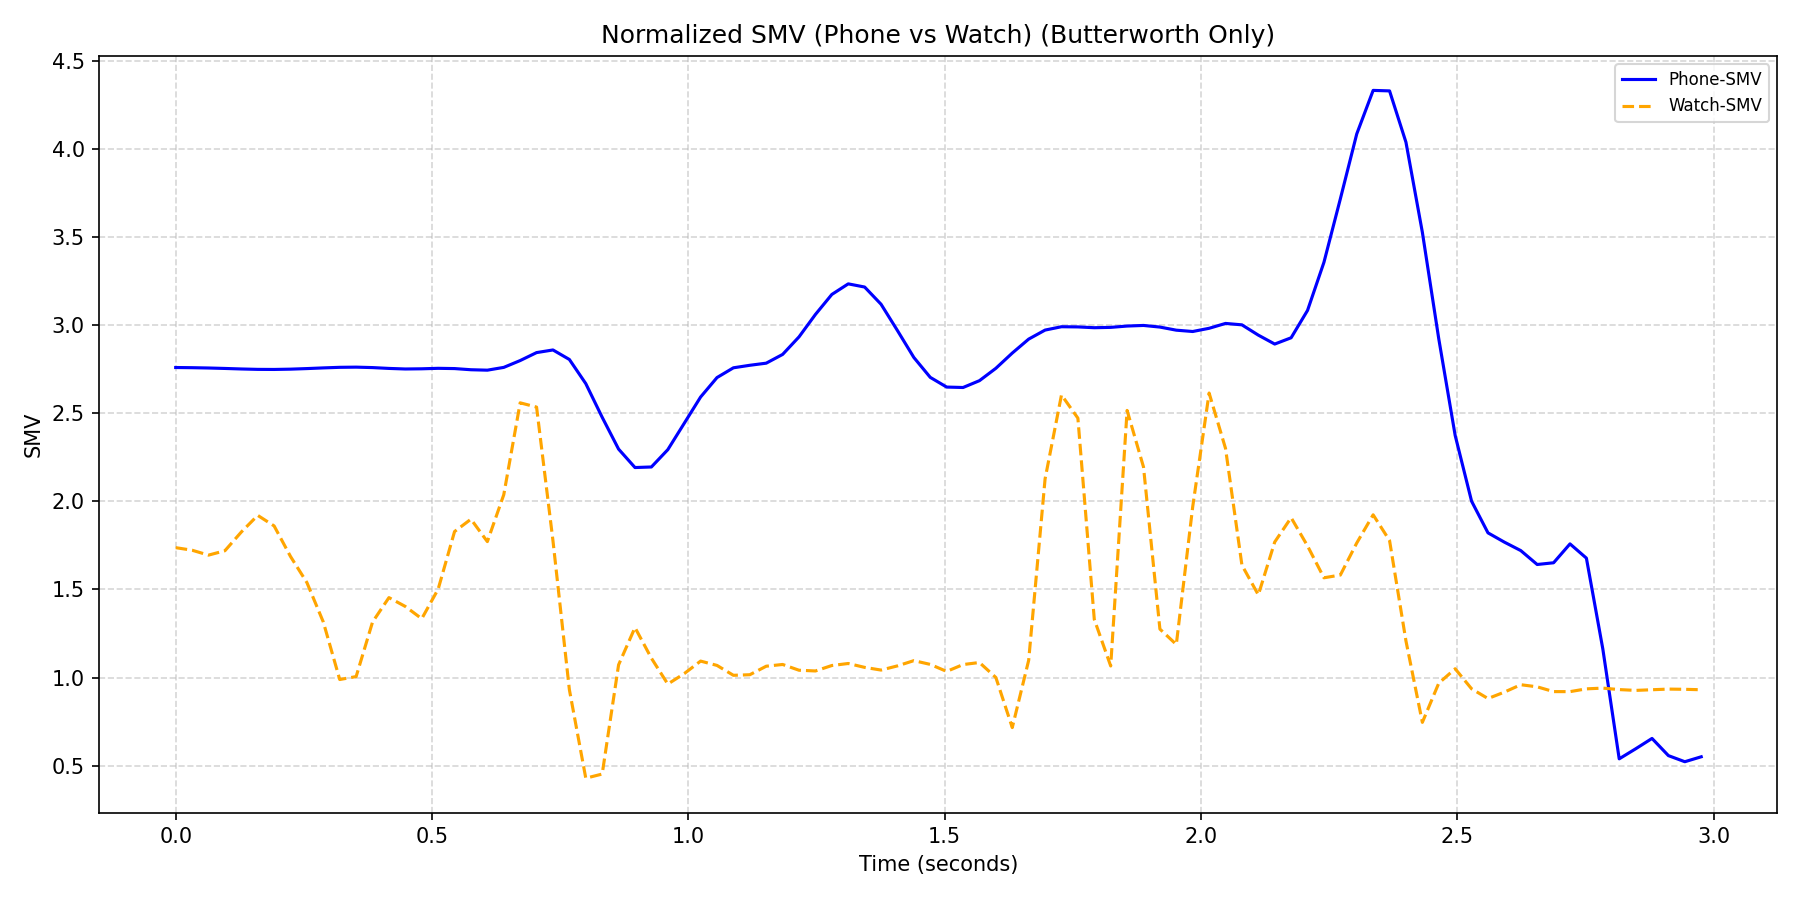 Normalized SMV (Phone vs Watch) (Butterworth Only)
Phone-SMV
Watch-SMV
SMV
4.5
4.0
3.5
3.0
2.5
2.0
1.5
1.0
0.5
0.0 0.5 1.0 1.5 2.0 2.5 3.0
Time (seconds)